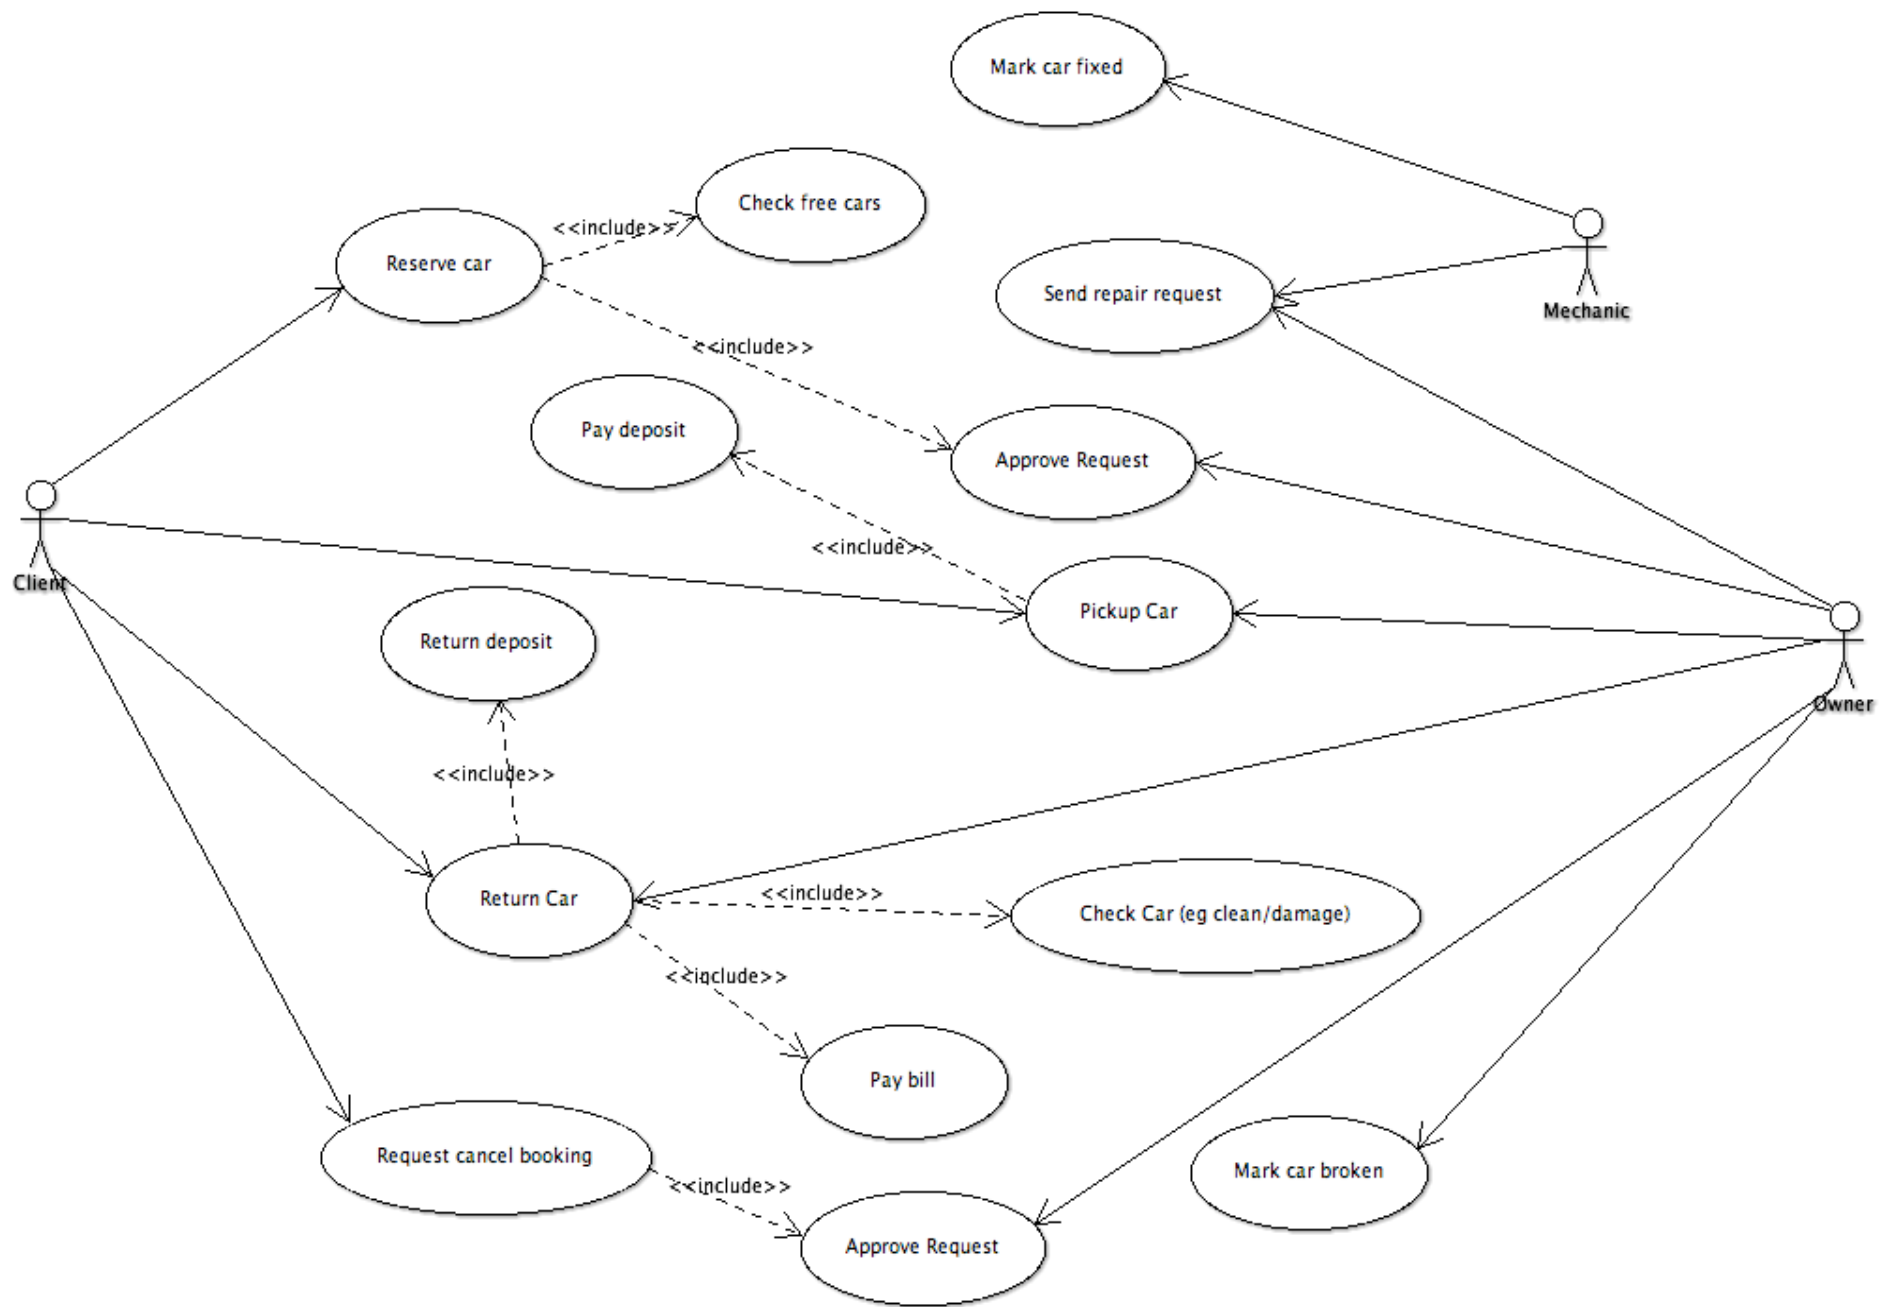 Mark car fixed
Check free cars
<<include>>
Reserve car
Send repair request
Mechanic
<<include>>
Pay deposit
Approve Request
<<include>>
Client
Pickup Car
Return deposit
Owner
<<include>>
Return Car
<<include>>
Check Car (eg clean/damage)
<<include>>
Pay bill
Request cancel booking
Mark car broken
<<include>>
Approve Request